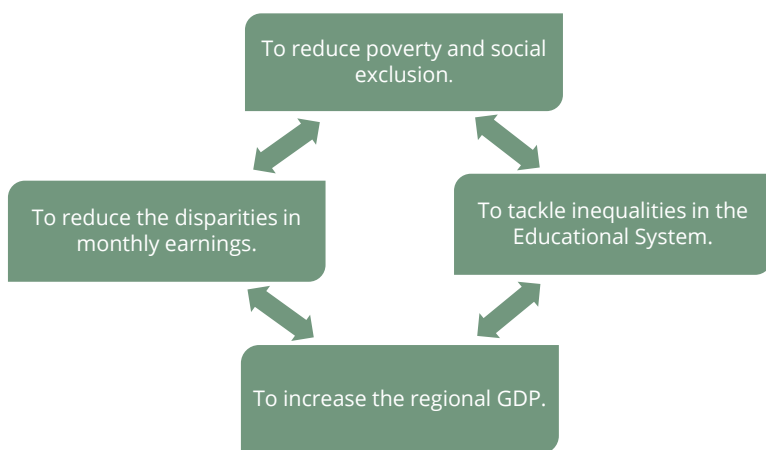 To reduce poverty and social
exclusion.
To reduce the disparities in
monthly earnings.
To tackle inequalities in the
Educational System.
To increase the regional GDP.